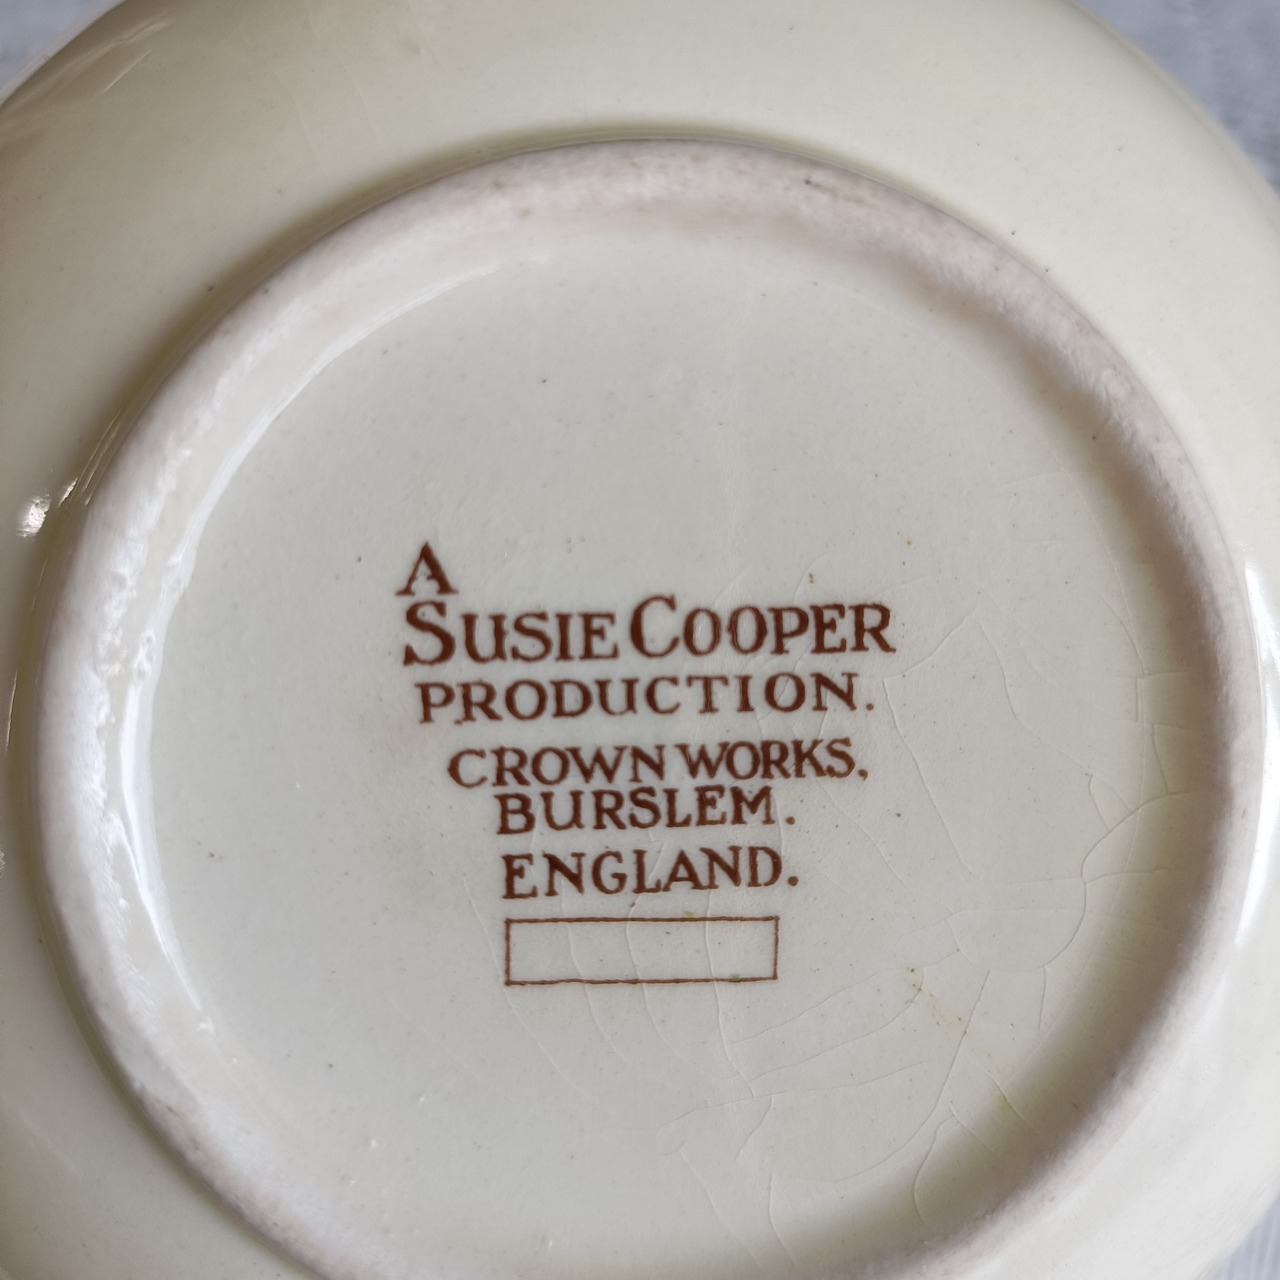 A
SUSIE COOPER
PRODUCTION.
CROWN WORKS,
BURSLEM.
ENGLAND.